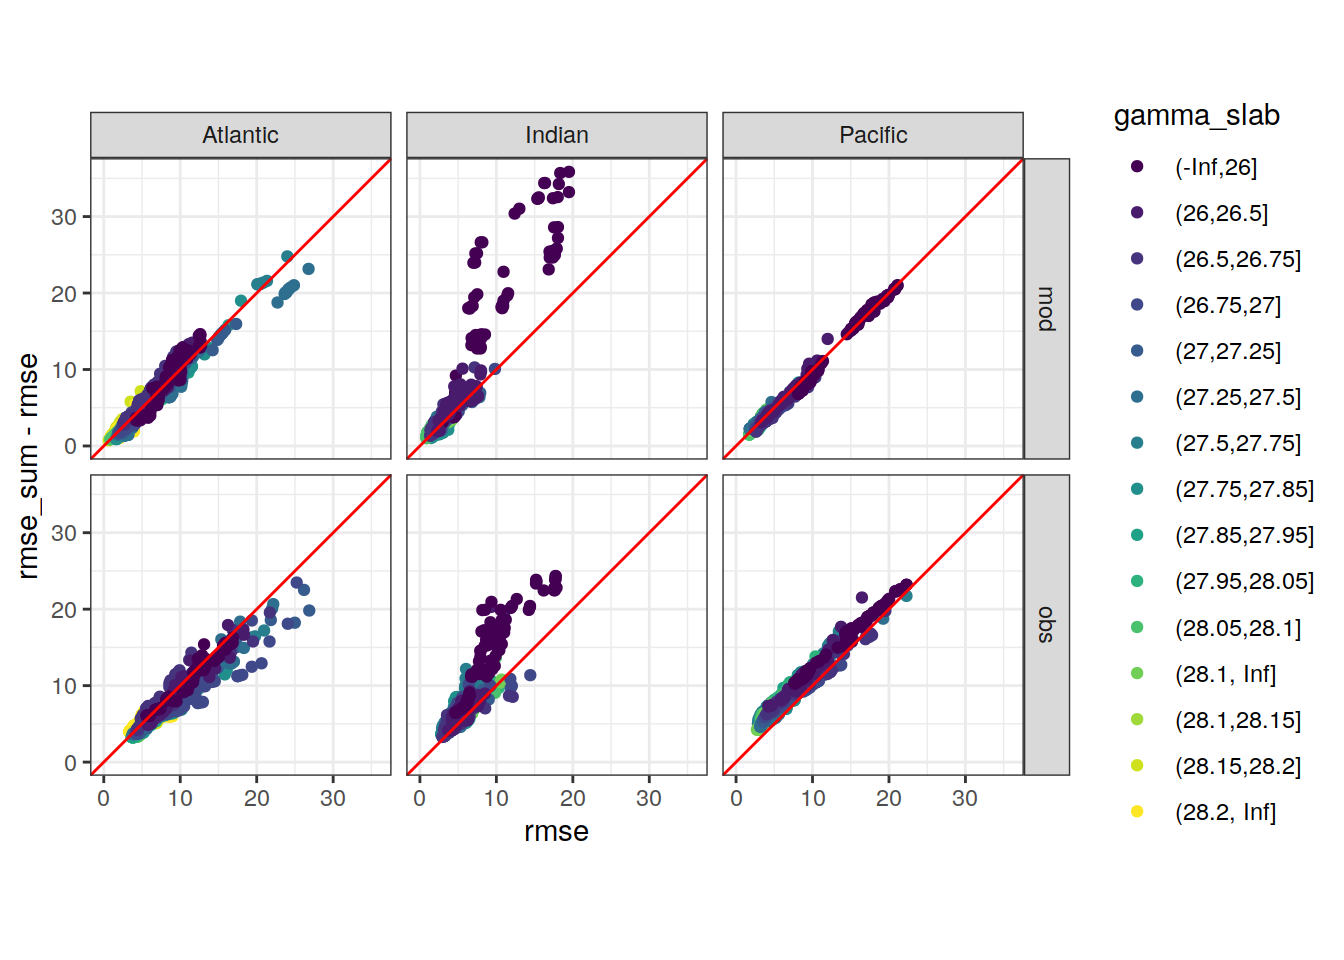 Atlantic Indian Pacific
mod
obs
rmse_sum - rmse
30
20
10
0
30
20
10
0
0 10 20 30 0 10 20 30 0 10 20 30
rmse
gamma_slab
(-Inf,26]
(26,26.5]
(26.5,26.75]
(26.75,27]
(27,27.25]
(27.25,27.5]
(27.5,27.75]
(27.75,27.85]
(27.85,27.95]
(27.95,28.05]
(28.05,28.1]
(28.1, Inf]
(28.1,28.15]
(28.15,28.2]
(28.2, Inf]